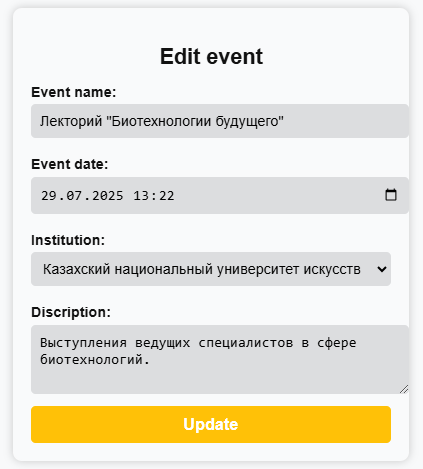 Edit event
Event name:
Лекторий "Биотехнологии будущего"
Event date:
29.07.2025 13:22
Institution:
Казахский национальный университет искусств
Discription:
Выступления ведущих специалистов в сфере
биотехнологий.
Update